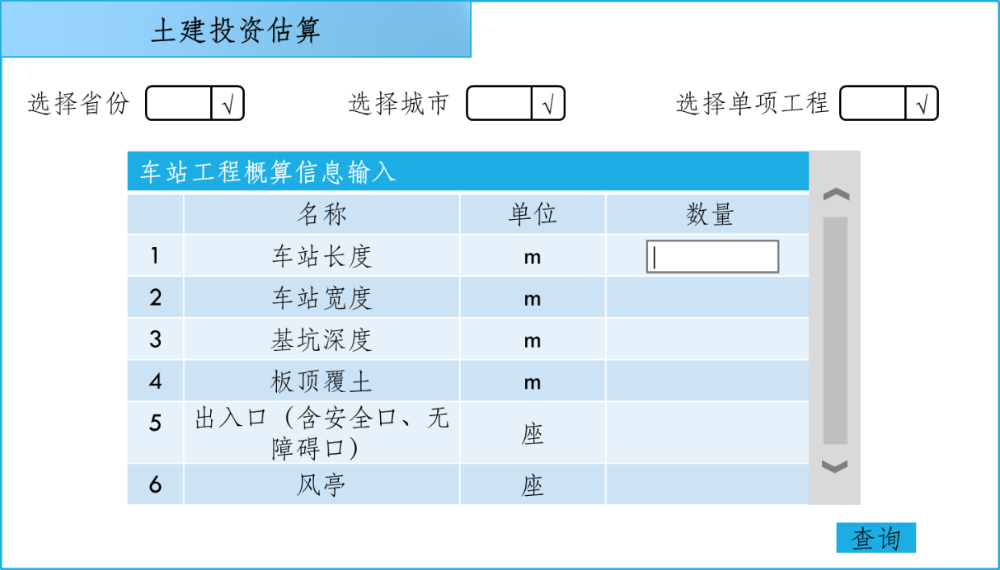 土建投资估算
选择省份 √ 选择城市 √ 选择单项工程 √
车站工程概算信息输入
名称 单位 数量
1 车站长度 m
2 车站宽度 m
3 基坑深度 m
4 板顶覆土 m
5 出入口（含安全口、无
障碍口） 座
6 风亭 座
查询